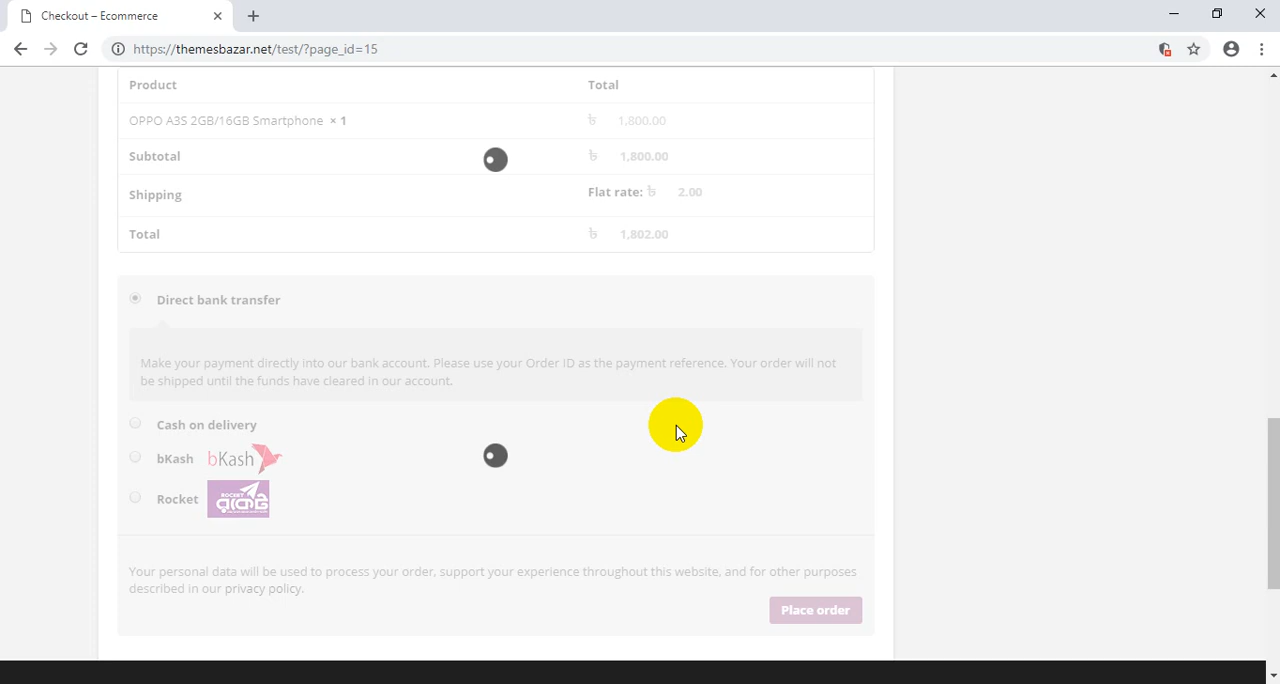 Checkout – Ecommerce
https://themesbazar.net/test/?page_id=15
Product Total
OPPO A3S 2GB/16GB Smartphone × 1 ৳ 1,800.00
Subtotal ৳ 1,800.00
Shipping Flat rate: ৳ 2.00
Total ৳ 1,802.00
Direct bank transfer
Make your payment directly into our bank account. Please use your Order ID as the payment reference. Your order will not
be shipped until the funds have cleared in our account.
Cash on delivery
bKash bKash
Rocket ROCKET
Your personal data will be used to process your order, support your experience throughout this website, and for other purposes
described in our privacy policy.
Place order